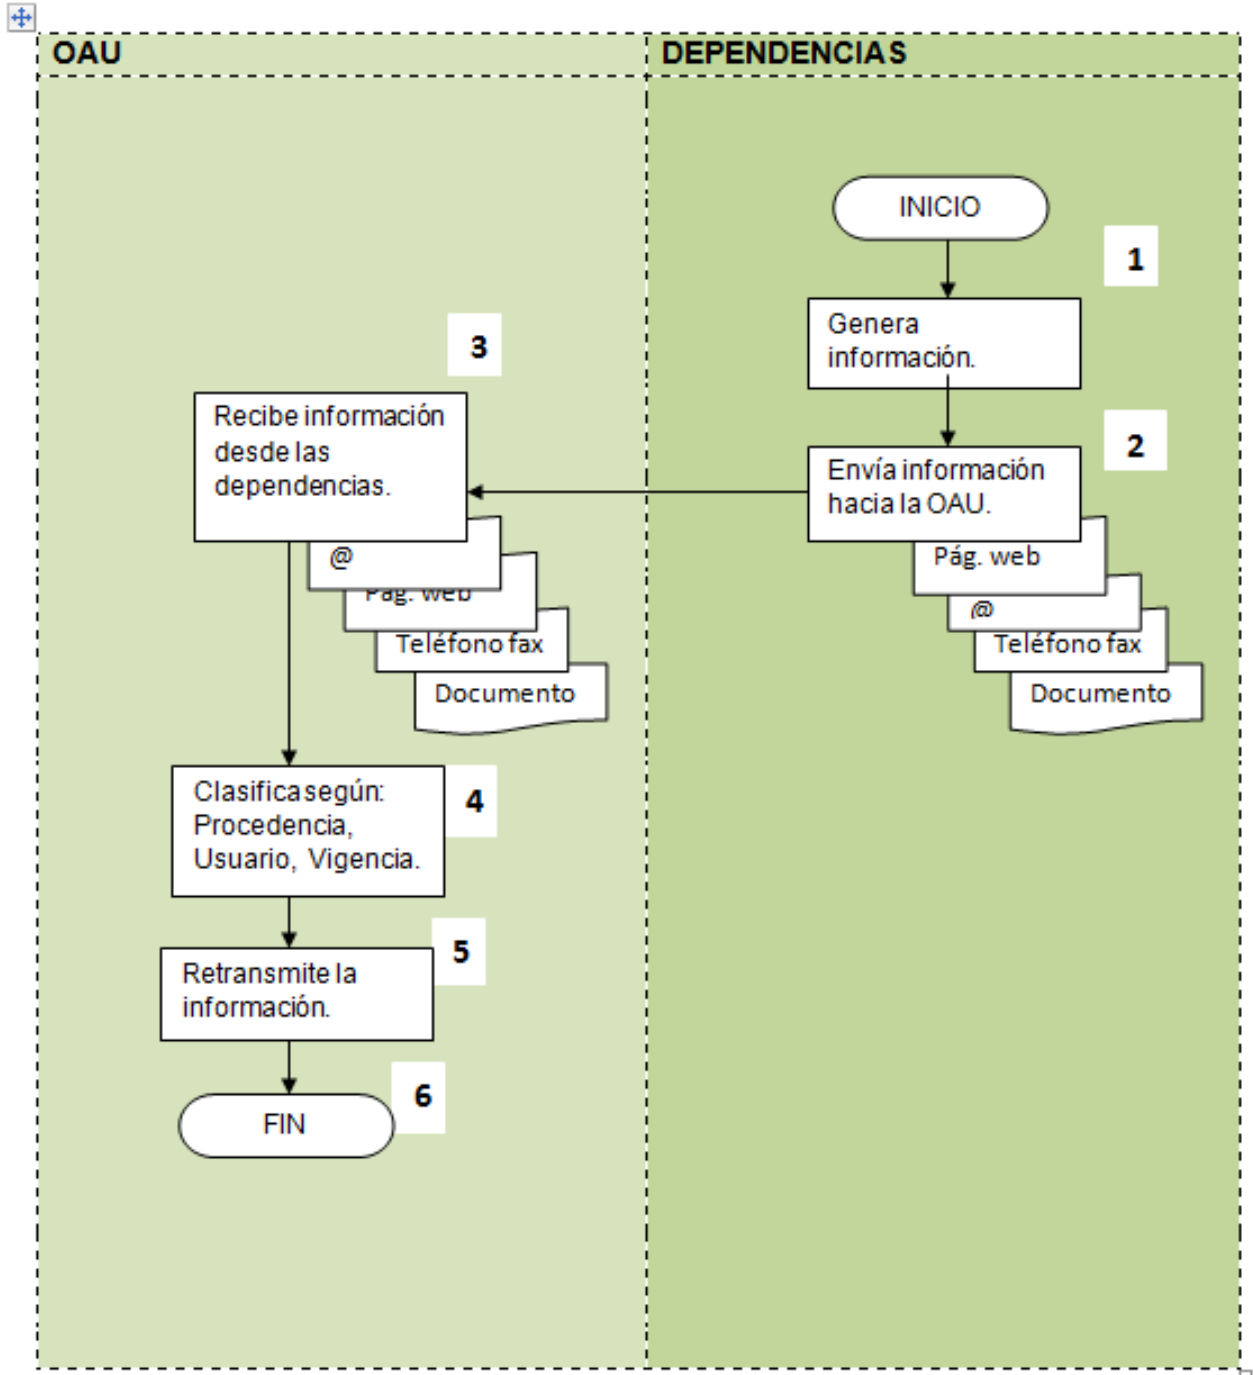 OAU
DEPENDENCIAS
INICIO
1
Genera
información.
2
Envía información
hacia la OAU.
Pág. web
@
Teléfono fax
Documento
3
Recibe información
desde las
dependencias.
@
Pág. web
Teléfono fax
Documento
4
Clasifica según:
Procedencia,
Usuario, Vigencia.
5
Retransmite la
información.
6
FIN